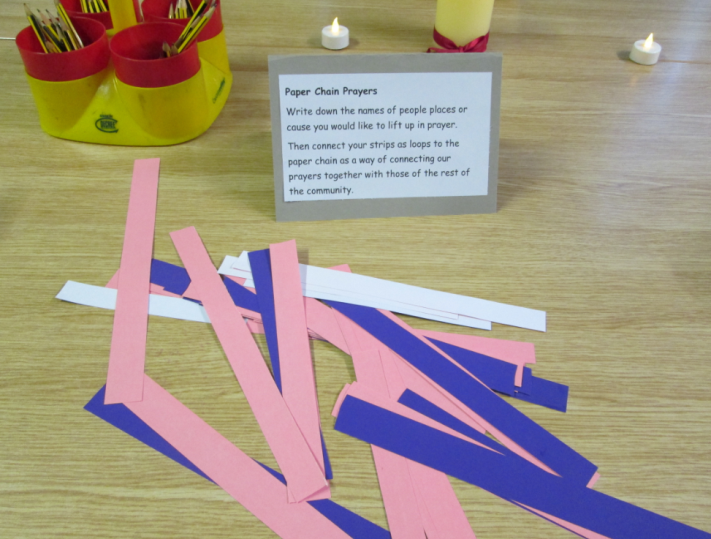 Paper Chain Prayers
Write down the names of people places or
cause you would like to lift up in prayer.
Then connect your strips as loops to the
paper chain as a way of connecting our
prayers together with those of the rest of
the community.